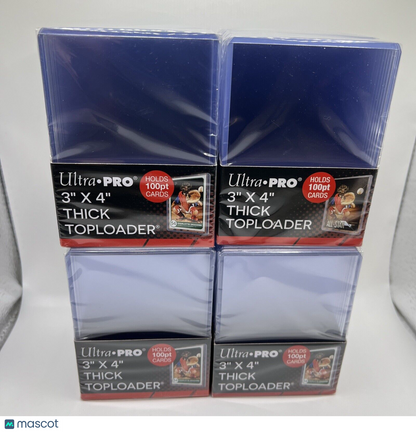 Ultra•PRO®
3" X 4"
THICK
TOPLOADER®
HOLDS
100pt
CARDS
Ultra•PRO®
3" X 4"
THICK
TOPLOADER®
HOLDS
100pt
CARDS
Ultra•PRO®
3" X 4"
THICK
TOPLOADER®
HOLDS
100pt
CARDS
Ultra•PRO®
3" X 4"
THICK
TOPLOADER®
HOLDS
100pt
CARDS
mascot